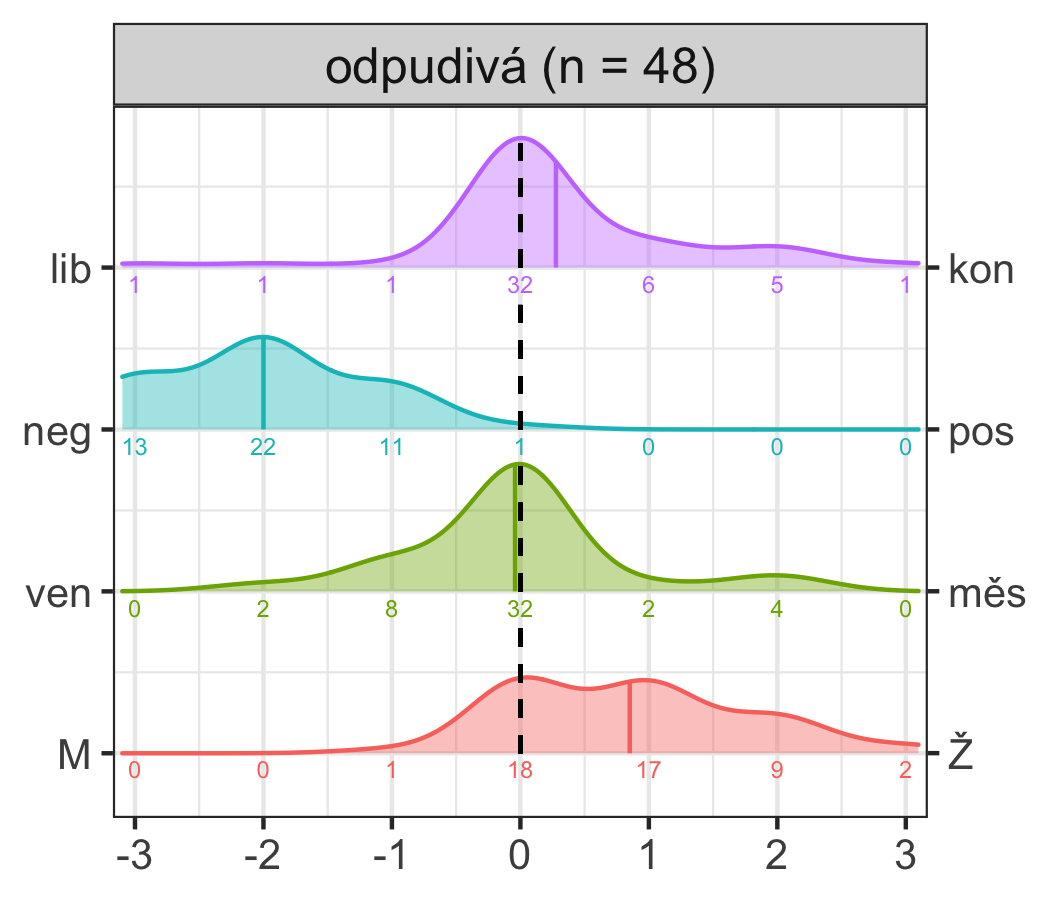 odpudivá (n = 48)
lib kon
1 1 1 32 6 5 1
neg pos
13 22 11 1 0 0 0
ven měs
0 2 8 32 2 4 0
M Ž
0 0 1 18 17 9 2
-3 -2 -1 0 1 2 3